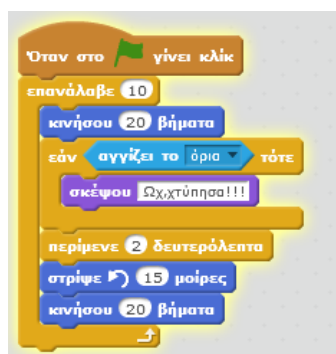 Όταν στο γίνει κλίκ
επανάλαβε 10
κινήσου 20 βήματα
εάν αγγίζει το όρια τότε
σκέψου Ωχ,χτύπησα!!!
περίμενε 2 δευτερόλεπτα
στρίψε 15 μοίρες
κινήσου 20 βήματα